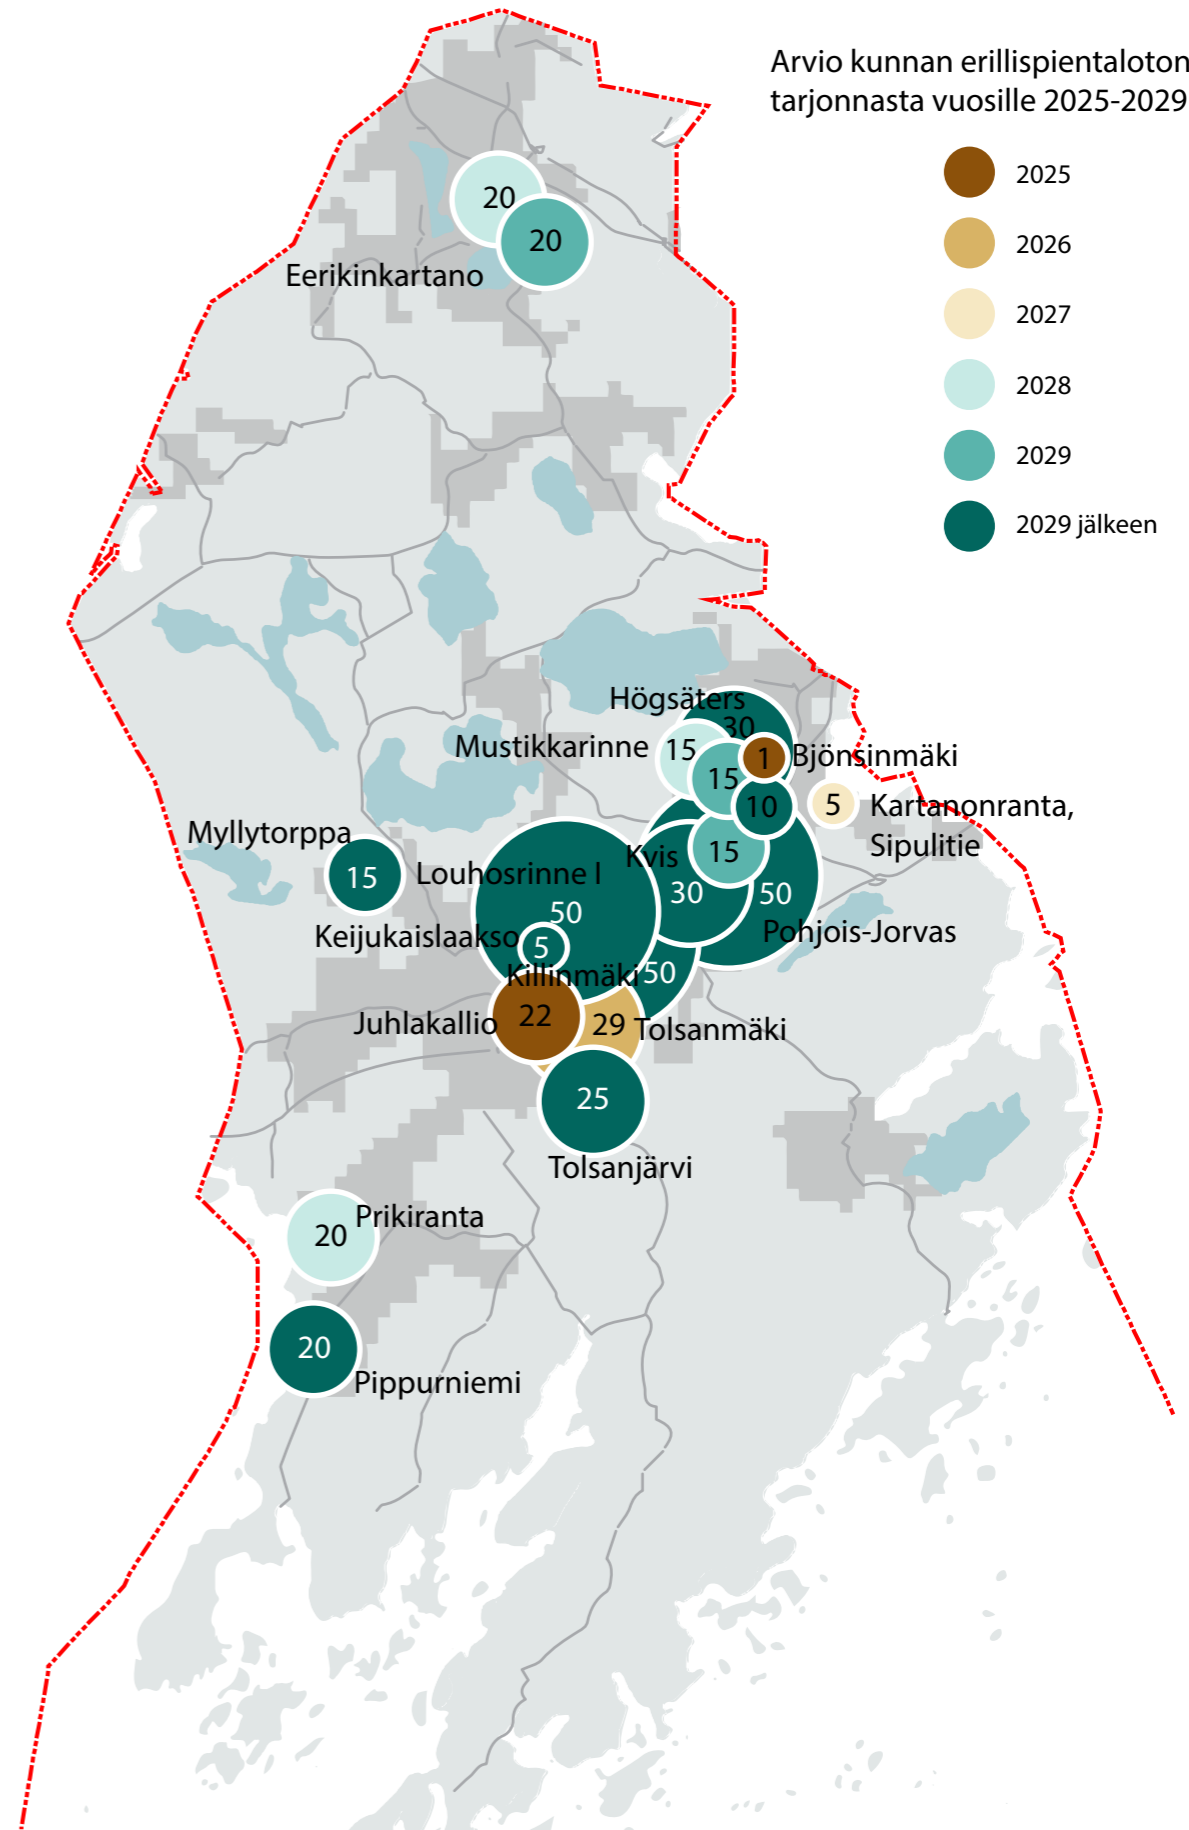 Arvio kunnan erillispientaloton
tarjonnasta vuosille 2025-2029
2025
2026
2027
2028
2029
2029 jälkeen
20
20
Eerikinkartano
Högsäters
30
Mustikkarinne
15
1
Bjönsinmäki
15
10
5
Kartanonranta,
Sipulitie
Myllytorppa
15
Louhosrinne I
50
Kvis
15
30
50
Pohjois-Jorvas
Keijukaislaakso
5
Killinmäki
50
Juhlakallio
22
29
Tolsanmäki
25
Tolsanjärvi
Prikiranta
20
20
Pippurniemi